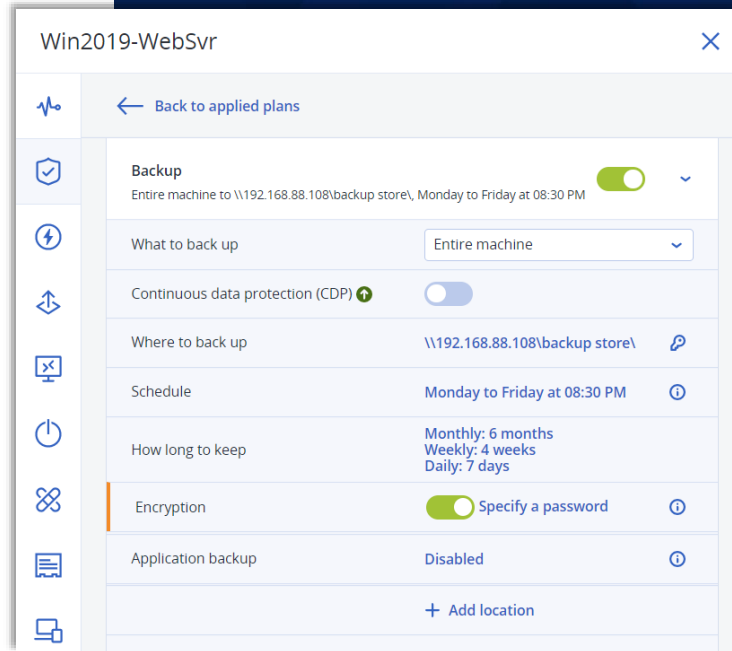 Win2019-WebSvr
Back to applied plans
Backup
Entire machine to \\192.168.88.108\backup store\, Monday to Friday at 08:30 PM
What to back up
Entire machine
Continuous data protection (CDP)
Where to back up
\\192.168.88.108\backup store\
Schedule
Monday to Friday at 08:30 PM
How long to keep
Monthly: 6 months
Weekly: 4 weeks
Daily: 7 days
Encryption
Specify a password
Application backup
Disabled
+ Add location